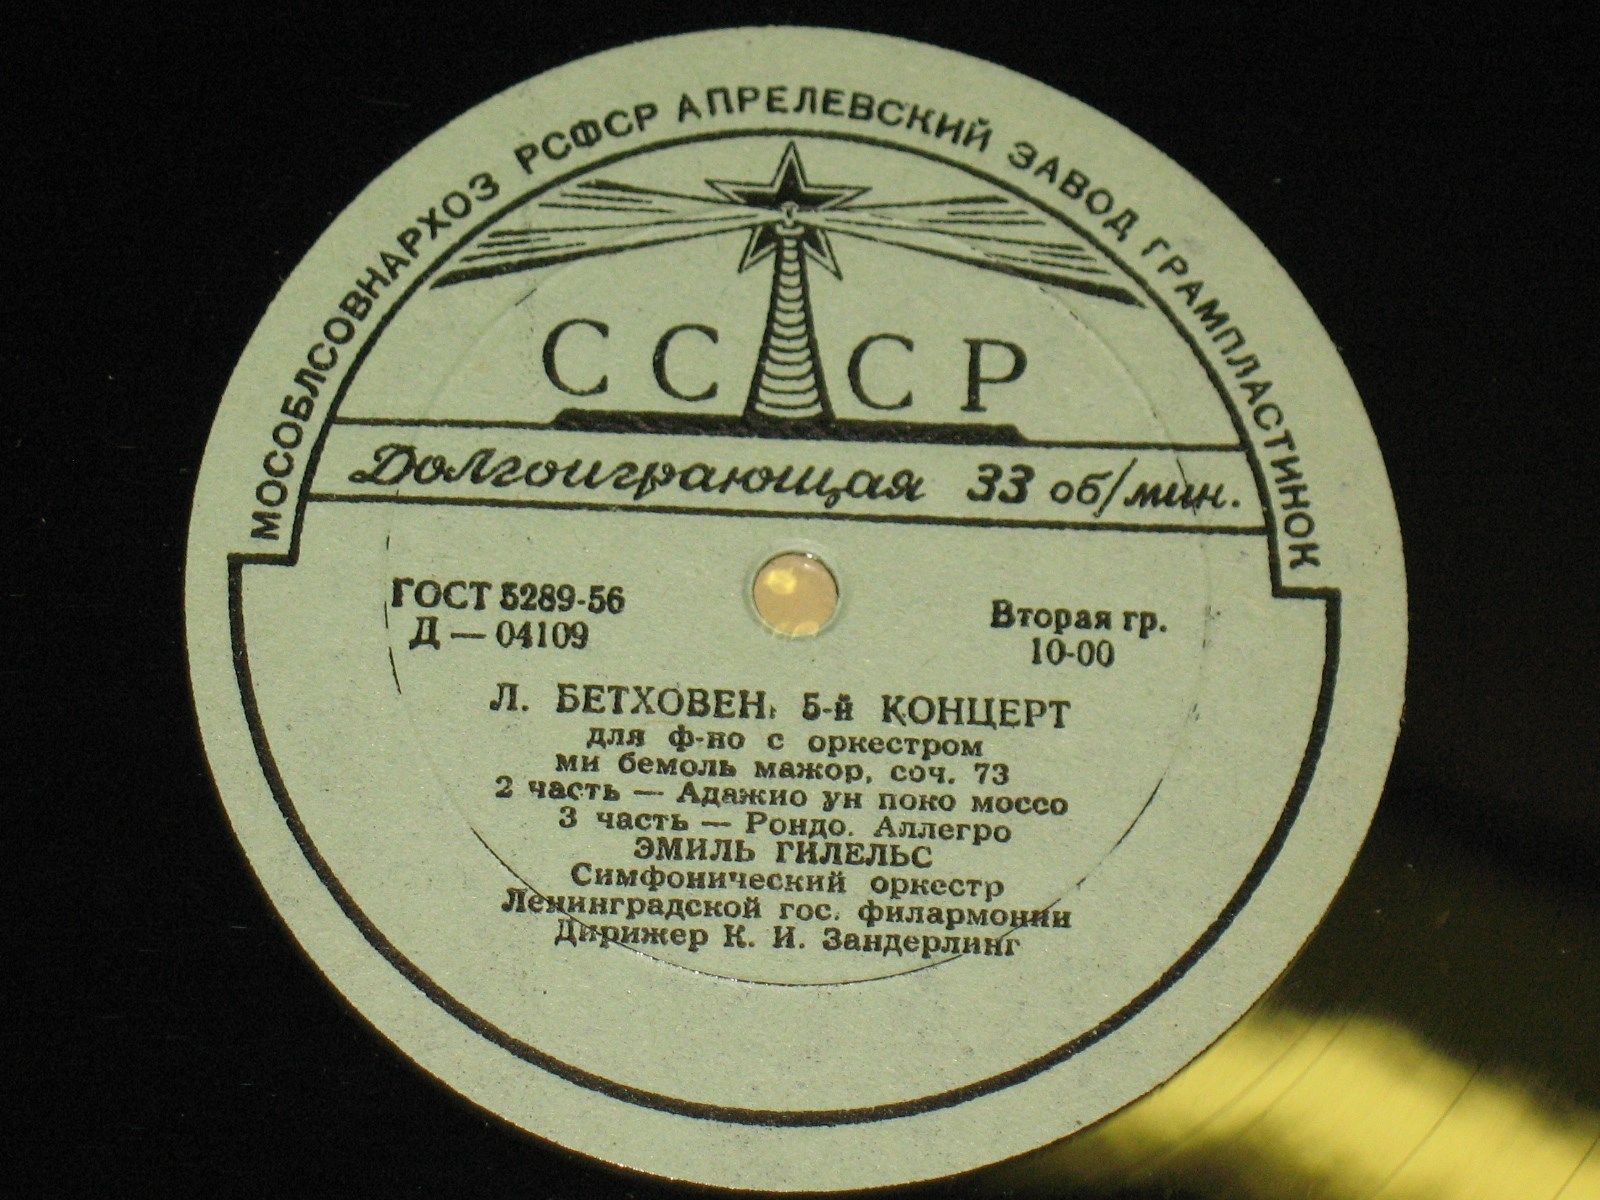 МОСОБЛСОВНАРХОЗ РСФСР АПРЕЛЕВСКИЙ ЗАВОД ГРАМПЛАСТИНОК
СССР
Долгоиграющая 33 об/мин.
ГОСТ 5289-56
Д — 04109
Вторая гр.
10-00
Л. БЕТХОВЕН, 5-й КОНЦЕРТ
для ф-но с оркестром
ми бемоль мажор, соч. 73
2 часть — Адажио ун поко моссо
3 часть — Рондо. Аллегро
ЭМИЛЬ ГИЛЕЛЬС
Симфонический оркестр
Ленинградской гос. филармонии
Дирижер К. И. Зандерлинг